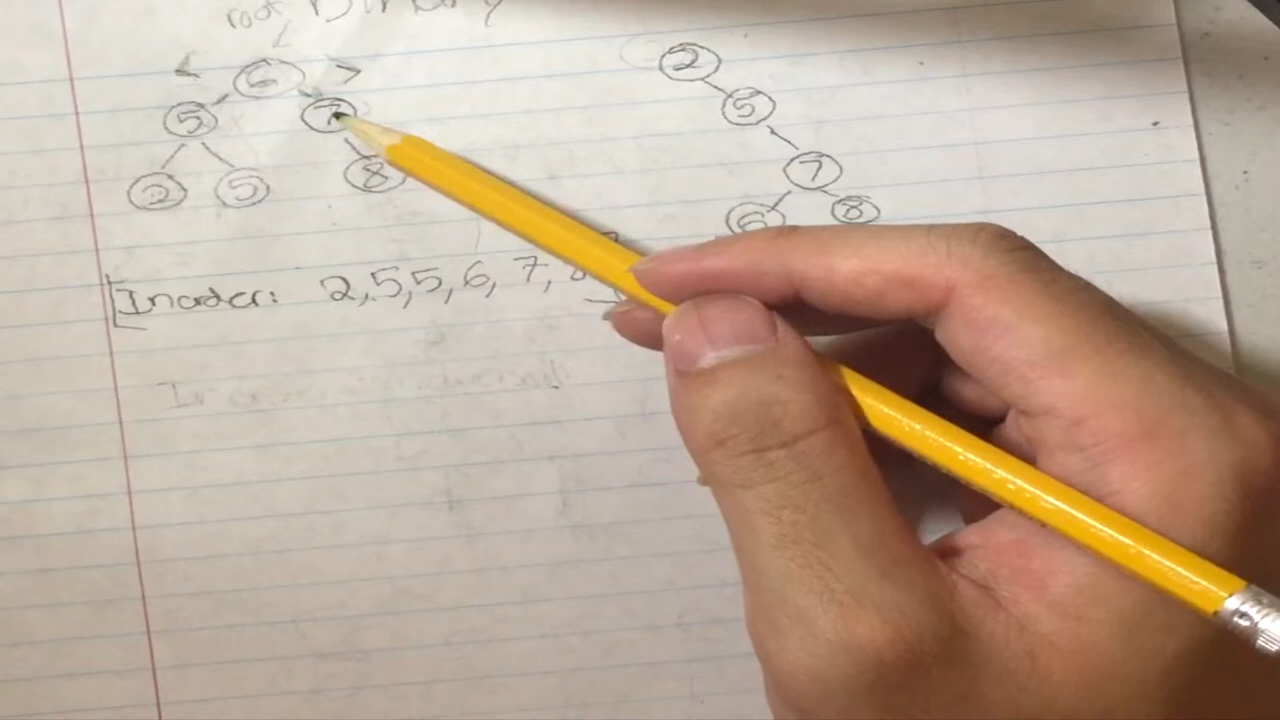 root Binary
< 6 >
5 7
2 5 8
2
5
7
6 8
Inorder: 2,5,5,6,7,8